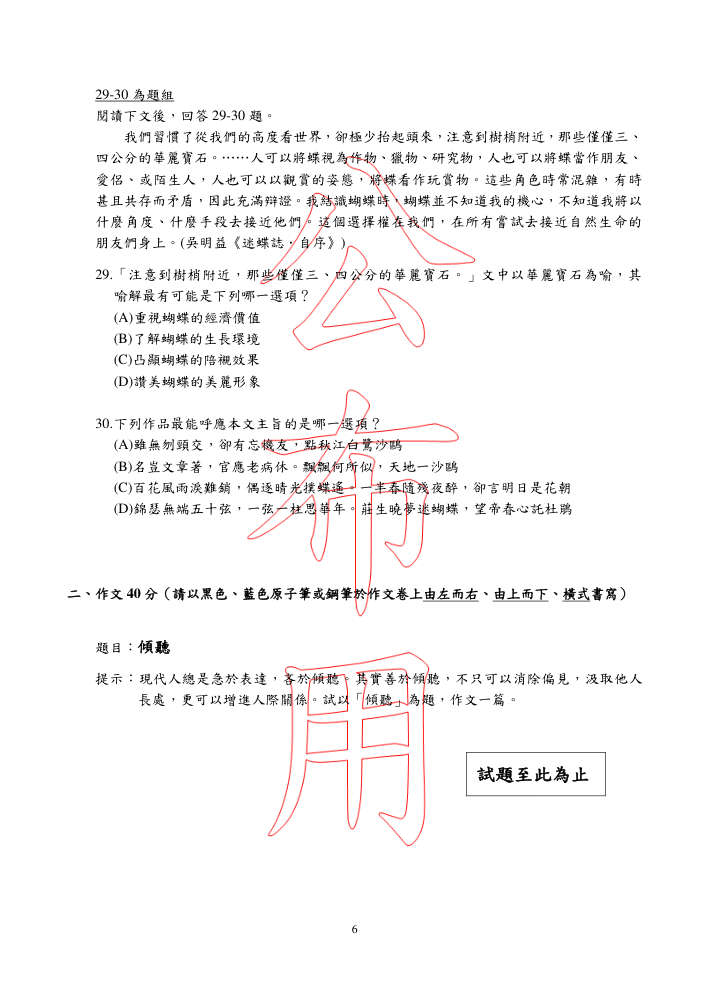 29-30 為題組
閱讀下文後，回答 29-30 題。
我們習慣了從我們的高度看世界，卻極少抬起頭來，注意到樹梢附近，那些僅僅三、
四公分的華麗寶石。……人可以將蝶視為作物、獵物、研究物，人也可以將蝶當作朋友、
愛侶、或陌生人，人也可以以觀賞的姿態，將蝶看作玩賞物。這些角色時常混雜，有時
甚且共存而矛盾，因此充滿辯證。我結識蝴蝶時，蝴蝶並不知道我的機心，不知道我將以
什麼角度、什麼手段去接近他們。這個選擇權在我們，在所有嘗試去接近自然生命的
朋友們身上。(吳明益《迷蝶誌．自序》)
29.「注意到樹梢附近，那些僅僅三、四公分的華麗寶石。」文中以華麗寶石為喻，其
喻解最有可能是下列哪一選項？
(A)重視蝴蝶的經濟價值
(B)了解蝴蝶的生長環境
(C)凸顯蝴蝶的陪襯效果
(D)讚美蝴蝶的美麗形象
30.下列作品最能呼應本文主旨的是哪一選項？
(A)雖無刎頸交，卻有忘機友，點秋江白鷺沙鷗
(B)名豈文章著，官應老病休。飄飄何所似，天地一沙鷗
(C)百花風雨淚難銷，偶逐晴光撲蝶遙。一半春隨殘夜醉，卻言明日是花朝
(D)錦瑟無端五十弦，一弦一柱思華年。莊生曉夢迷蝴蝶，望帝春心託杜鵑
二、作文 40 分（請以黑色、藍色原子筆或鋼筆於作文卷上由左而右、由上而下、橫式書寫）
題目：傾聽
提示：現代人總是急於表達，吝於傾聽。其實善於傾聽，不只可以消除偏見，汲取他人
長處，更可以增進人際關係。試以「傾聽」為題，作文一篇。
試題至此為止
公布用
6